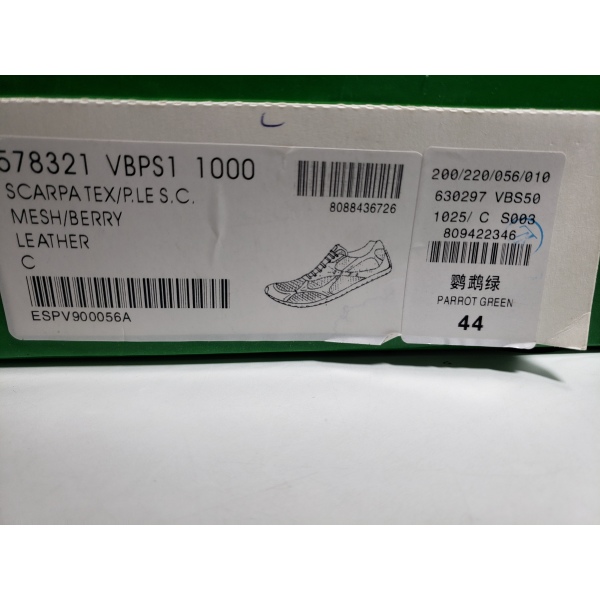 578321 VBPS1 1000
SCARPA TEX/P.LE S.C.
MESH/BERRY
LEATHER
C
ESPV900056A
8088436726
200/220/056/010
630297 VBS50
1025/ C S003
809422346
鹦鹉绿
PARROT GREEN
44